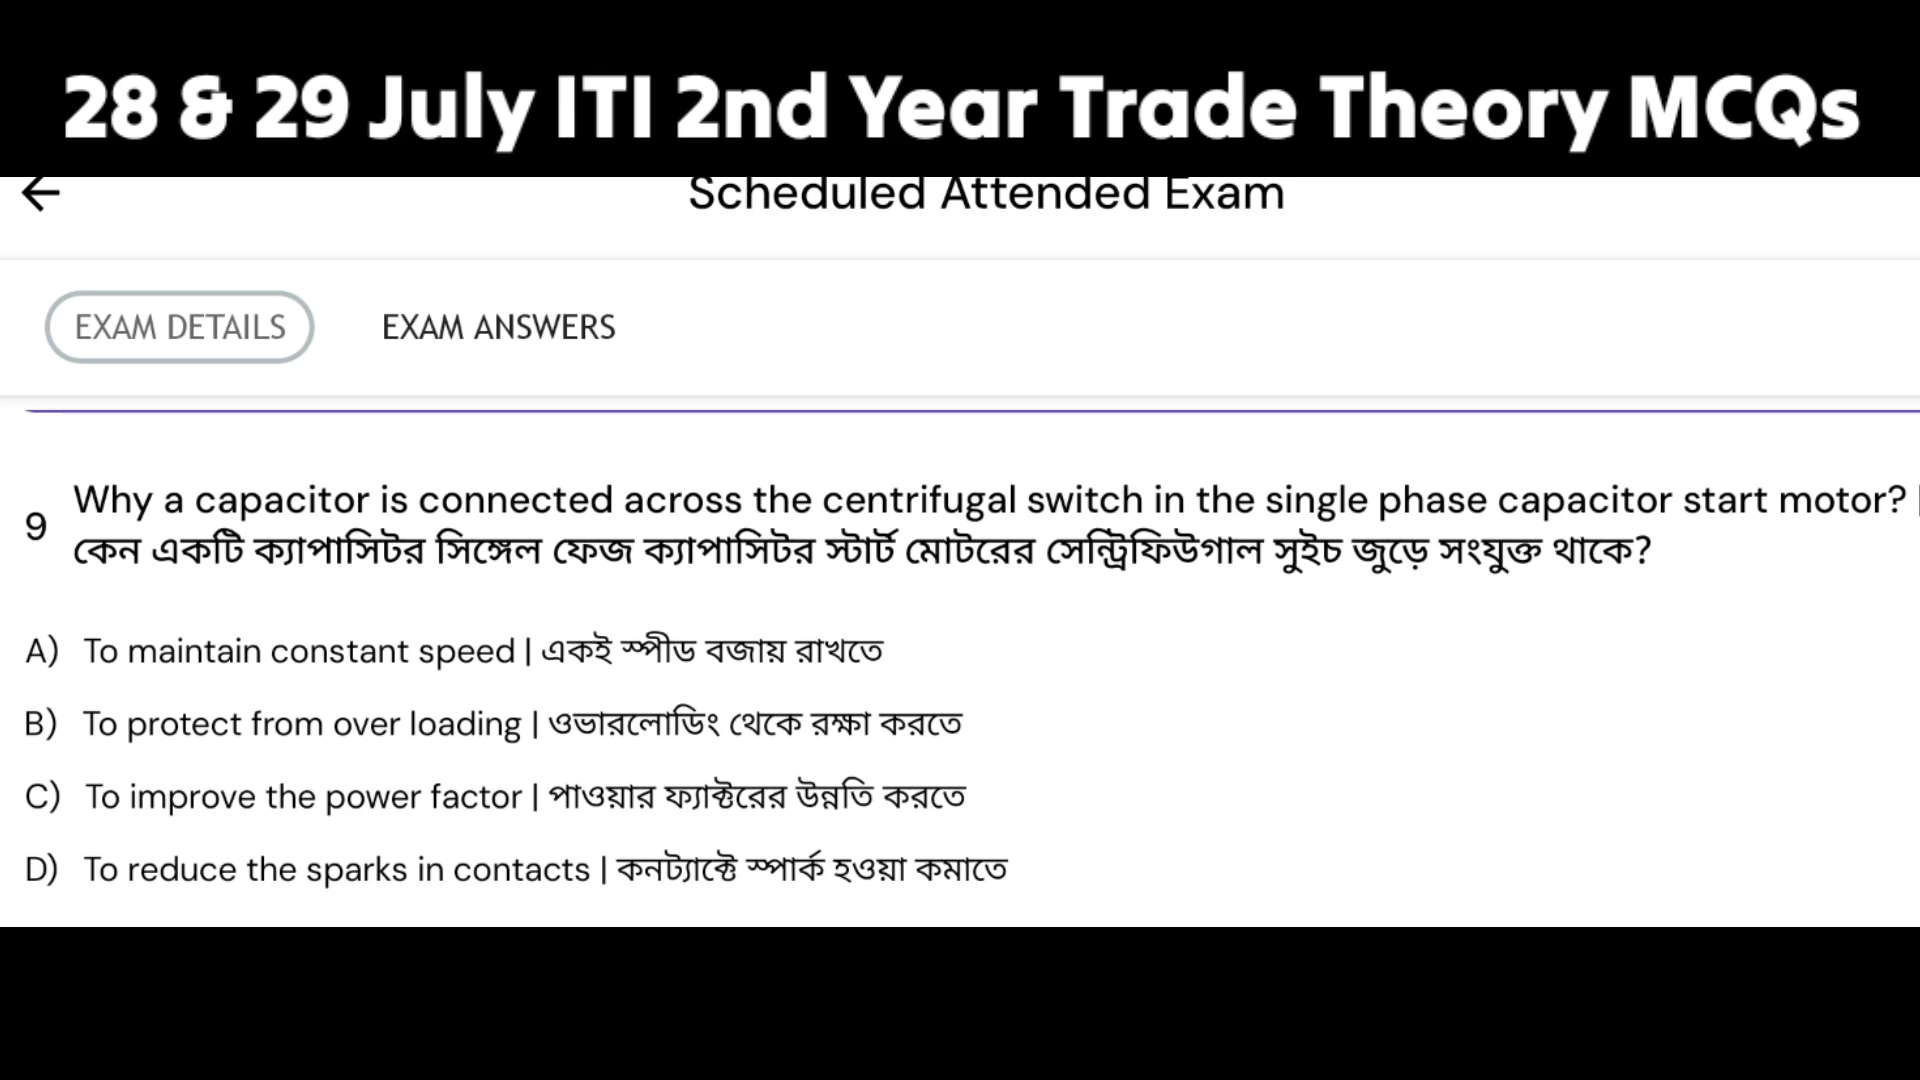 28 & 29 July ITI 2nd Year Trade Theory MCQs
Scheduled Attended Exam
EXAM DETAILS EXAM ANSWERS
9 Why a capacitor is connected across the centrifugal switch in the single phase capacitor start motor? |
কেন একটি ক্যাপাসিটর সিঙ্গেল ফেজ ক্যাপাসিটর স্টার্ট মোটরের সেন্ট্রিফিউগাল সুইচ জুড়ে সংযুক্ত থাকে?
A) To maintain constant speed | একই স্পীড বজায় রাখতে
B) To protect from over loading | ওভারলোডিং থেকে রক্ষা করতে
C) To improve the power factor | পাওয়ার ফ্যাক্টরের উন্নতি করতে
D) To reduce the sparks in contacts | কনট্যাক্টে স্পার্ক হওয়া কমাতে